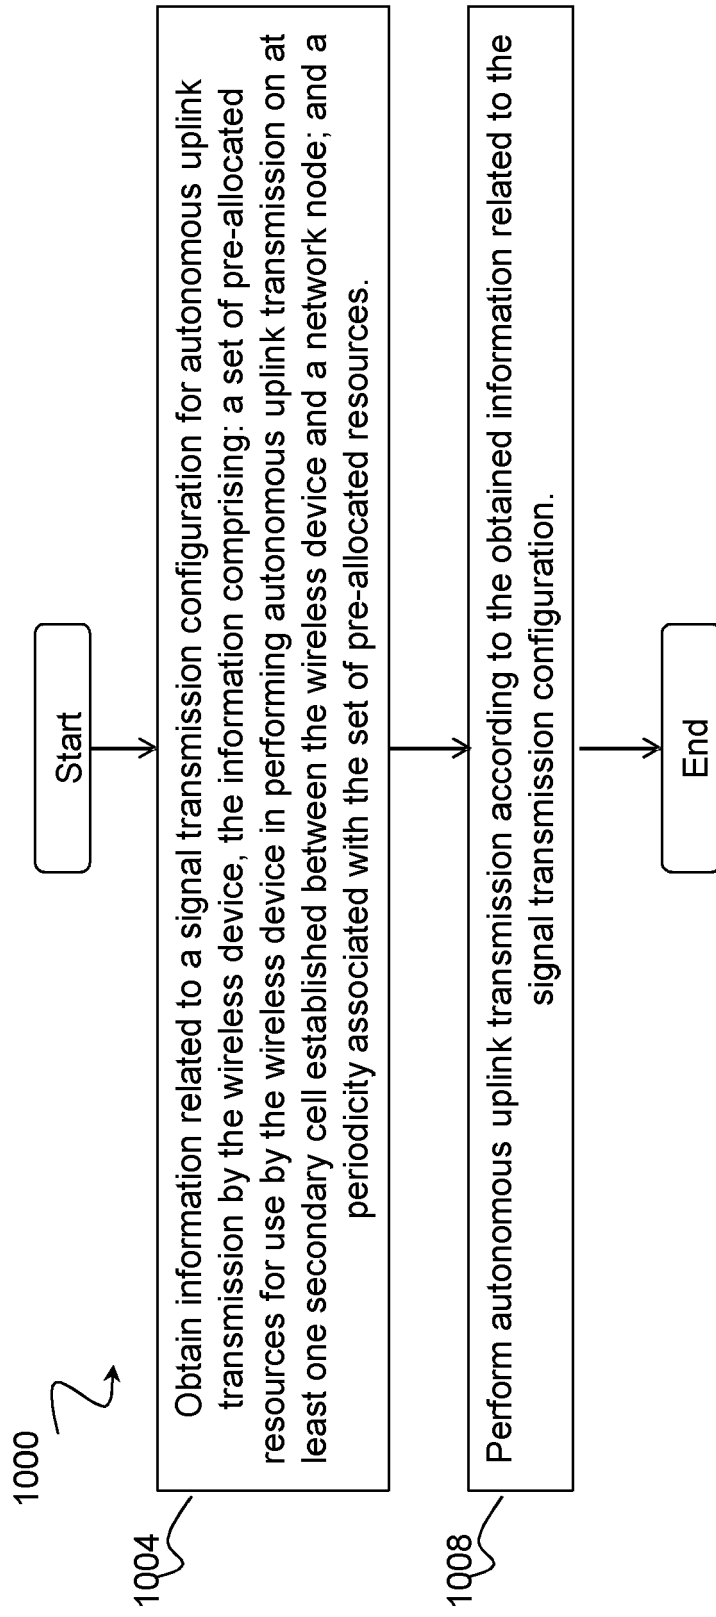 1000
Start
1004
Obtain information related to a signal transmission configuration for autonomous uplink
transmission by the wireless device, the information comprising: a set of pre-allocated
resources for use by the wireless device in performing autonomous uplink transmission on at
least one secondary cell established between the wireless device and a network node; and a
periodicity associated with the set of pre-allocated resources.
1008
Perform autonomous uplink transmission according to the obtained information related to the
signal transmission configuration.
End